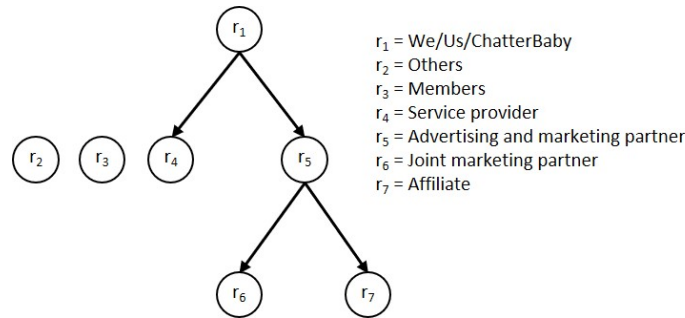 r₁
r₁ = We/Us/ChatterBaby
r₂ = Others
r₃ = Members
r₄ = Service provider
r₅ = Advertising and marketing partner
r₆ = Joint marketing partner
r₇ = Affiliate
r₂ r₃ r₄ r₅
r₆ r₇